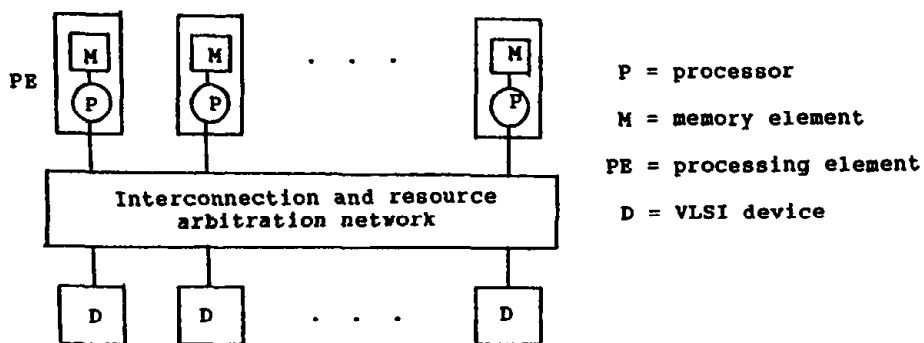 M M . . . M
PE
P P P
Interconnection and resource
arbitration network
D D . . . D
P = processor
M = memory element
PE = processing element
D = VLSI device